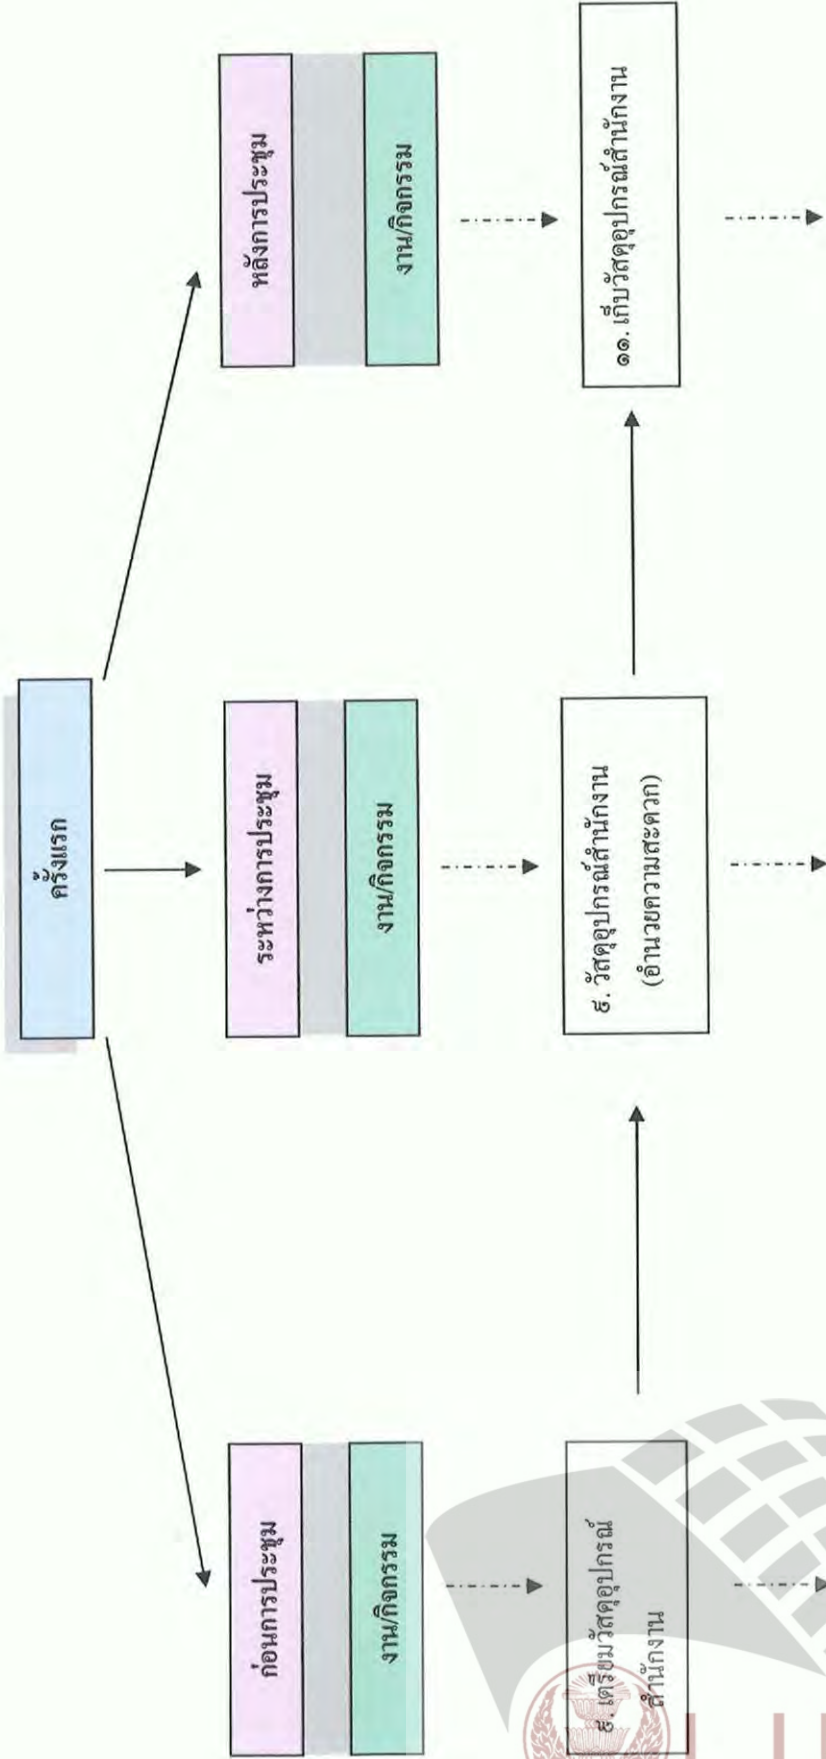 ครั้งแรก
ก่อนการประชุม
ระหว่างการประชุม
หลังการประชุม
งาน/กิจกรรม
งาน/กิจกรรม
งาน/กิจกรรม
๕. เตรียมวัสดุอุปกรณ์
สำนักงาน
๕. วัสดุอุปกรณ์สำนักงาน
(อำนวยความสะดวก)
๑๑. เก็บวัสดุอุปกรณ์สำนักงาน